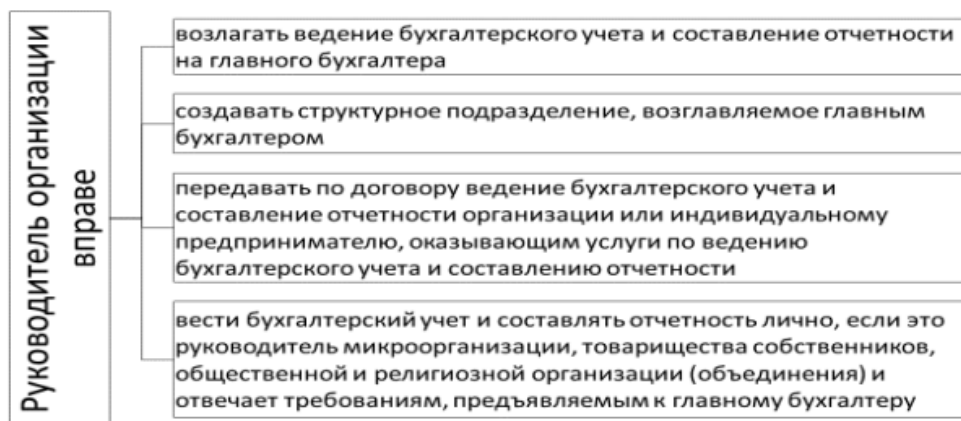 Руководитель организации
вправе
возлагать ведение бухгалтерского учета и составление отчетности
на главного бухгалтера
создавать структурное подразделение, возглавляемое главным
бухгалтером
передавать по договору ведение бухгалтерского учета и
составление отчетности организации или индивидуальному
предпринимателю, оказывающим услуги по ведению
бухгалтерского учета и составлению отчетности
вести бухгалтерский учет и составлять отчетность лично, если это
руководитель микроорганизации, товарищества собственников,
общественной и религиозной организации (объединения) и
отвечает требованиям, предъявляемым к главному бухгалтеру